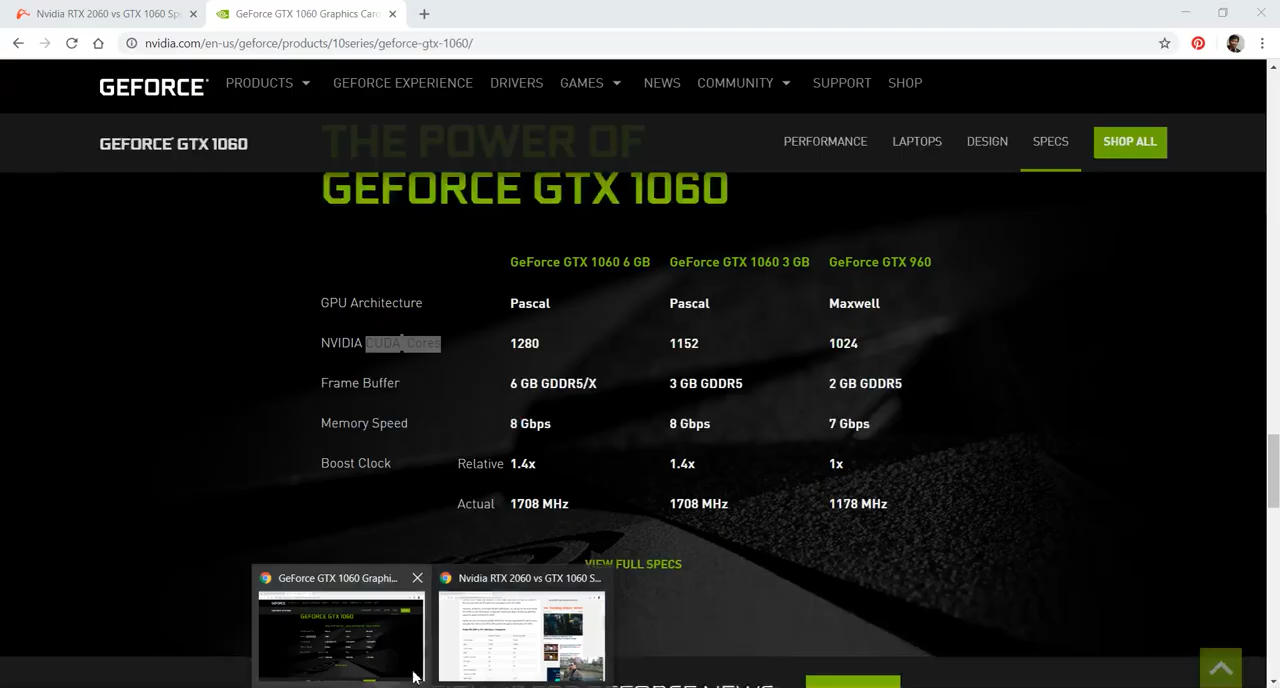 Nvidia RTX 2060 vs GTX 1060 Sp
GeForce GTX 1060 Graphics Car
nvidia.com/en-us/geforce/products/10series/geforce-gtx-1060/
GEFORCE PRODUCTS GEFORCE EXPERIENCE DRIVERS GAMES NEWS COMMUNITY SUPPORT SHOP
GEFORCE GTX 1060 PERFORMANCE LAPTOPS DESIGN SPECS SHOP ALL
THE POWER OF
GEFORCE GTX 1060
GeForce GTX 1060 6 GB GeForce GTX 1060 3 GB GeForce GTX 960
GPU Architecture Pascal Pascal Maxwell
NVIDIA CUDA Cores 1280 1152 1024
Frame Buffer 6 GB GDDR5/X 3 GB GDDR5 2 GB GDDR5
Memory Speed 8 Gbps 8 Gbps 7 Gbps
Boost Clock Relative 1.4x 1.4x 1x
Actual 1708 MHz 1708 MHz 1178 MHz
VIEW FULL SPECS
GeForce GTX 1060 Graphi...
Nvidia RTX 2060 vs GTX 1060 S...
GEFORCE GTX 1060
NEWS